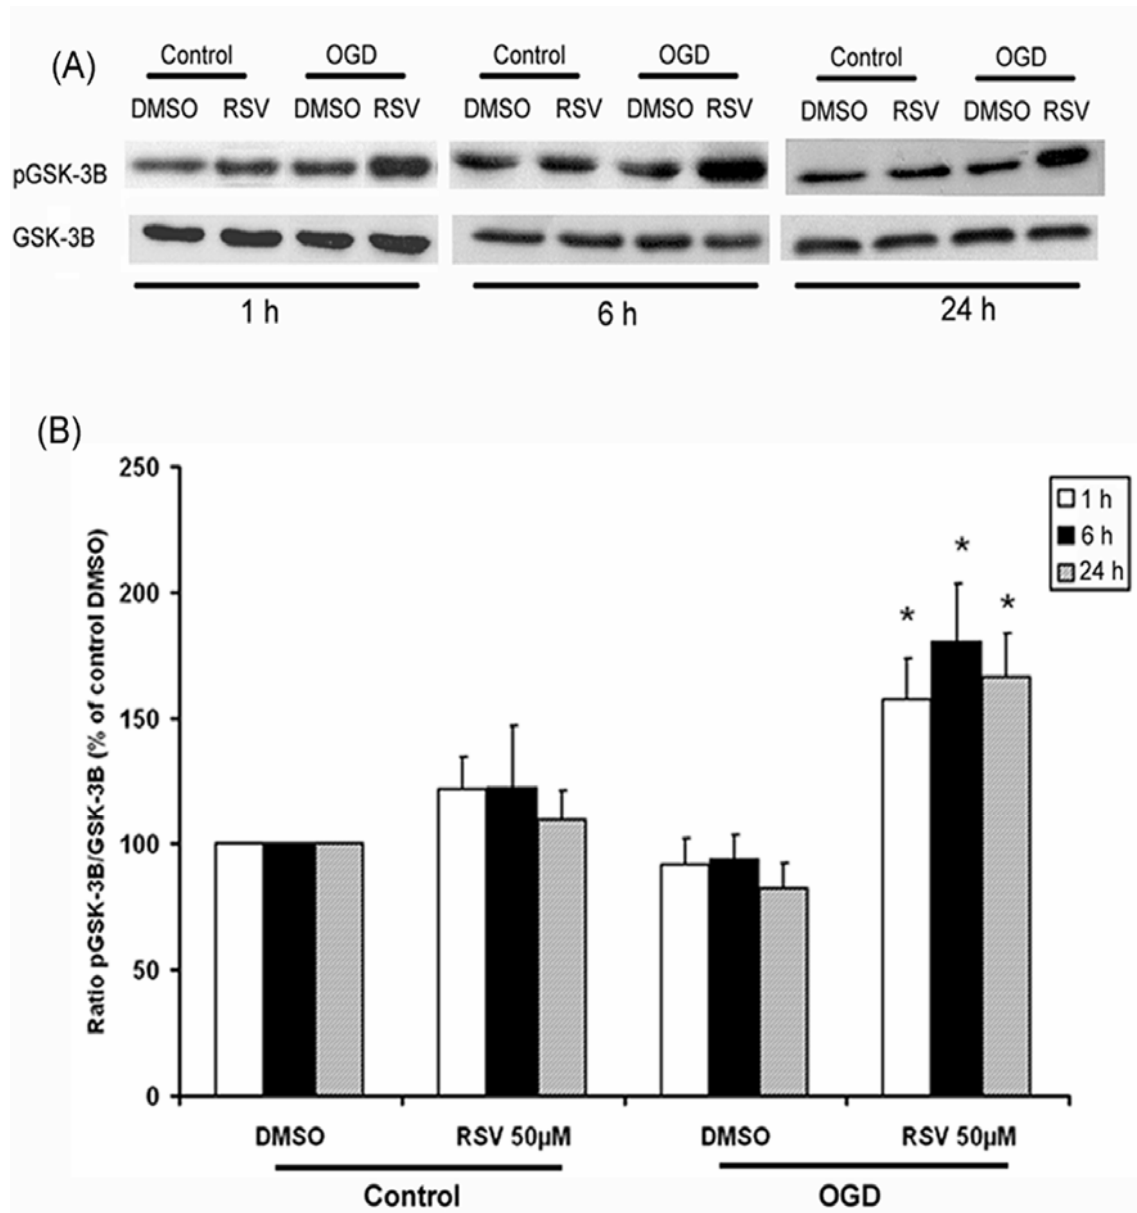 (A)
Control OGD Control OGD Control OGD
DMSO RSV DMSO RSV DMSO RSV DMSO RSV DMSO RSV DMSO RSV
pGSK-3B
GSK-3B
1 h 6 h 24 h
(B)
Ratio pGSK-3B/GSK-3B (% of control DMSO)
250
200
150
100
50
0
* * *
1 h
6 h
24 h
DMSO RSV 50µM DMSO RSV 50µM
Control OGD